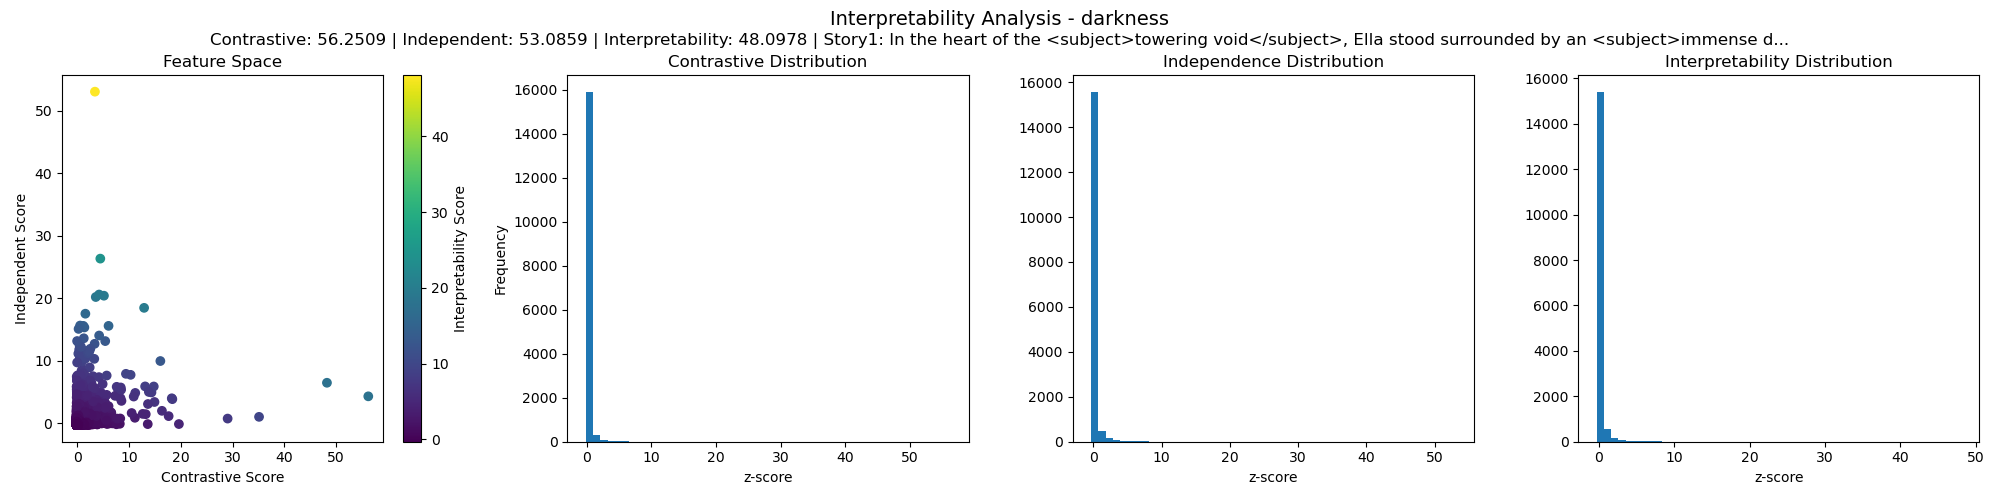 Interpretability Analysis - darkness
Contrastive: 56.2509 | Independent: 53.0859 | Interpretability: 48.0978 | Story1: In the heart of the <subject>towering void</subject>, Ella stood surrounded by an <subject>immense d...
Feature Space
50
40
30
20
10
0
0 10 20 30 40 50
Contrastive Score
Independent Score
40
30
20
10
0
Interpretability Score
Contrastive Distribution
16000
14000
12000
10000
8000
6000
4000
2000
0
0 10 20 30 40 50
z-score
Frequency
Independence Distribution
16000
14000
12000
10000
8000
6000
4000
2000
0
0 10 20 30 40 50
z-score
Interpretability Distribution
16000
14000
12000
10000
8000
6000
4000
2000
0
0 10 20 30 40 50
z-score